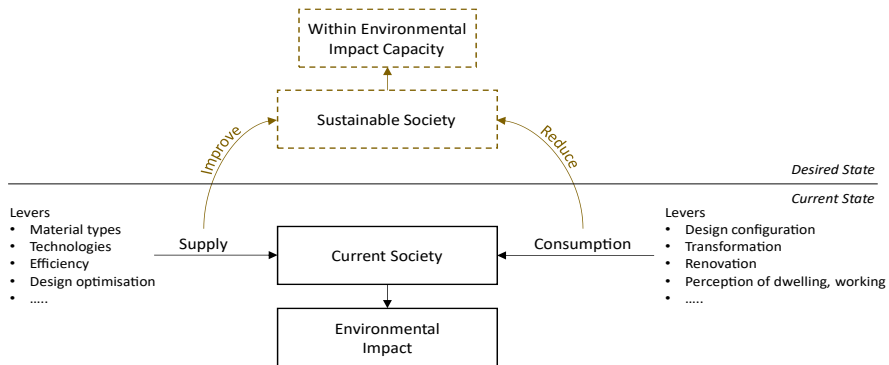 Within Environmental
Impact Capacity
Sustainable Society
Improve
Reduce
Desired State
Current State
Levers
• Material types
• Technologies
• Efficiency
• Design optimisation
• …..
Supply
Current Society
Consumption
Levers
• Design configuration
• Transformation
• Renovation
• Perception of dwelling, working
• …..
Environmental
Impact